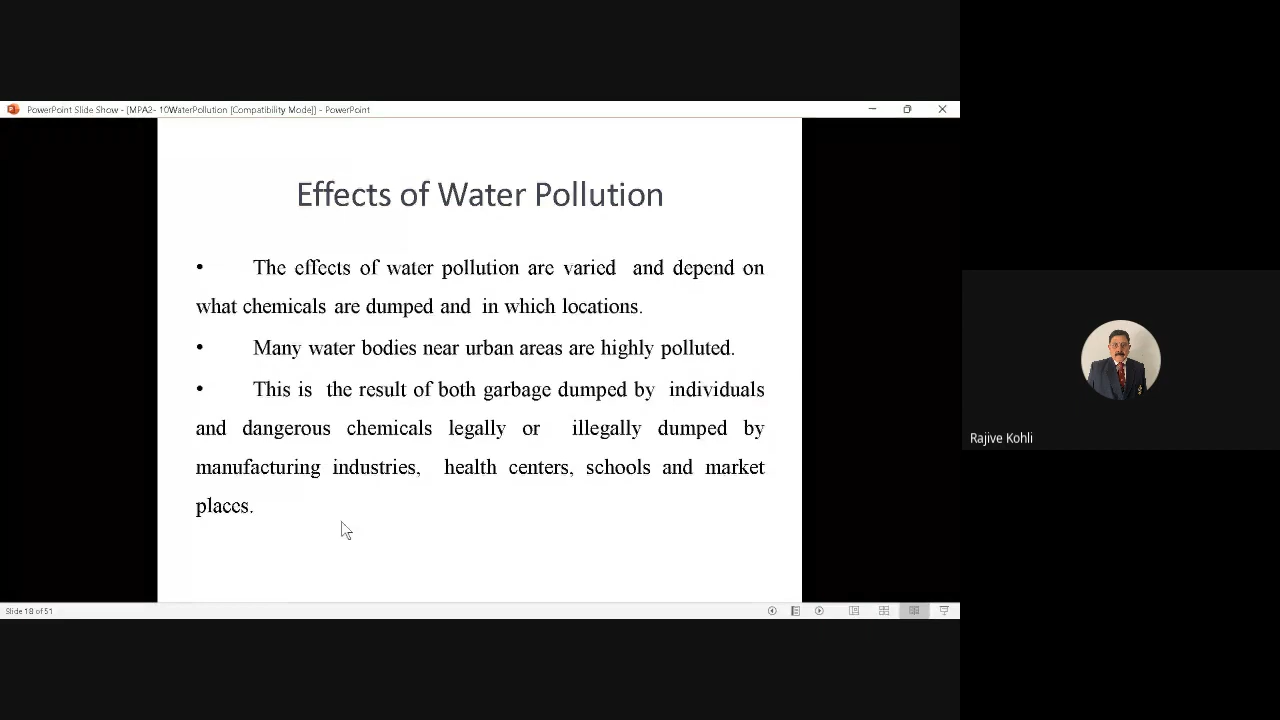 PowerPoint Slide Show - [MPA2- 10WaterPollution [Compatibility Mode]] - PowerPoint
Effects of Water Pollution
• The effects of water pollution are varied and depend on
what chemicals are dumped and in which locations.
• Many water bodies near urban areas are highly polluted.
• This is the result of both garbage dumped by individuals
and dangerous chemicals legally or illegally dumped by
manufacturing industries, health centers, schools and market
places.
Rajive Kohli
Slide 18 of 51